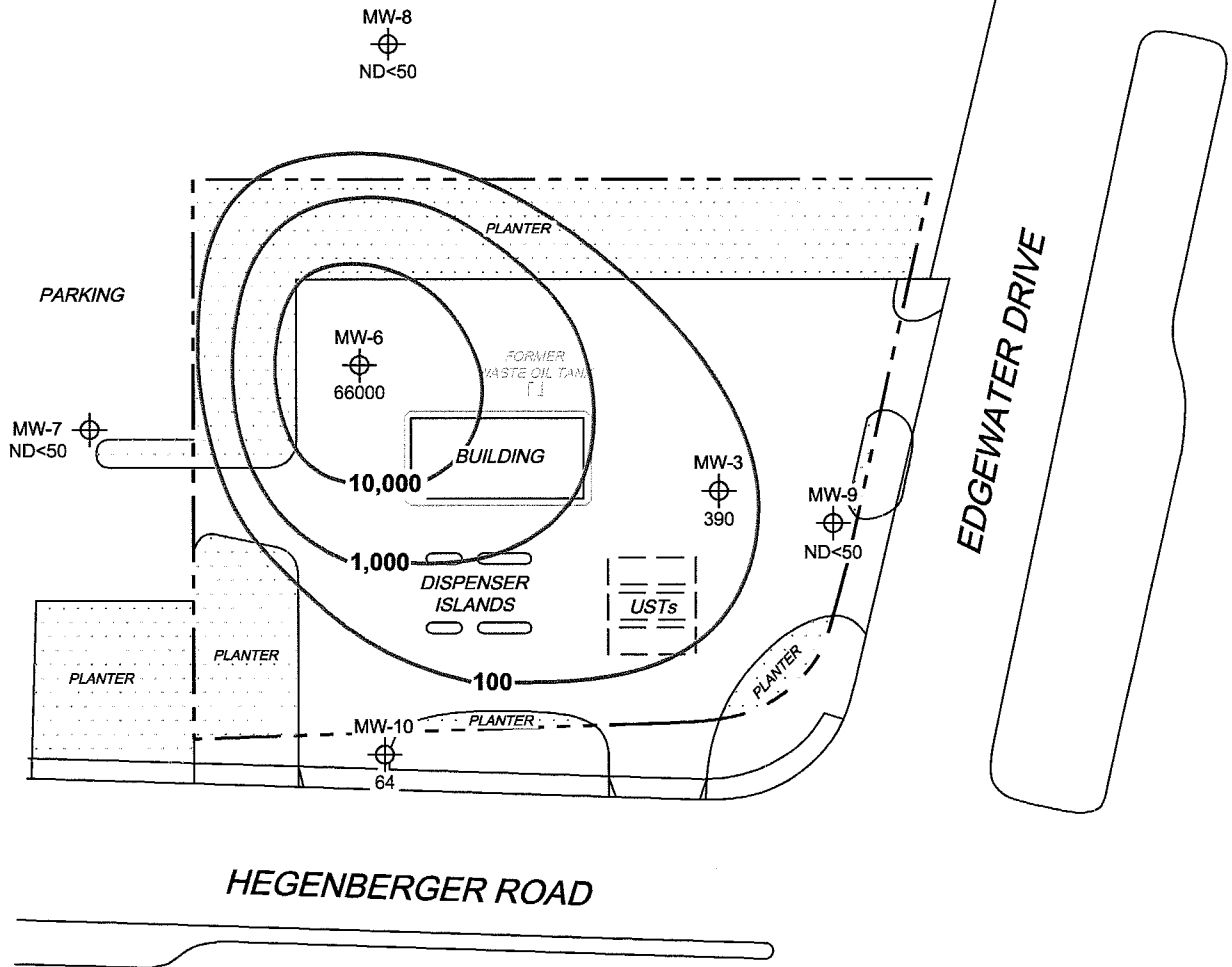 MW-8
ND<50
PLANTER
PARKING
MW-6
66000
FORMER
WASTE OIL TANK
MW-7
ND<50
BUILDING
10,000
MW-3
390
MW-9
ND<50
EDGEWATER DRIVE
1,000
DISPENSER
ISLANDS
USTs
PLANTER
PLANTER
PLANTER
100
PLANTER
MW-10
64
HEGENBERGER ROAD